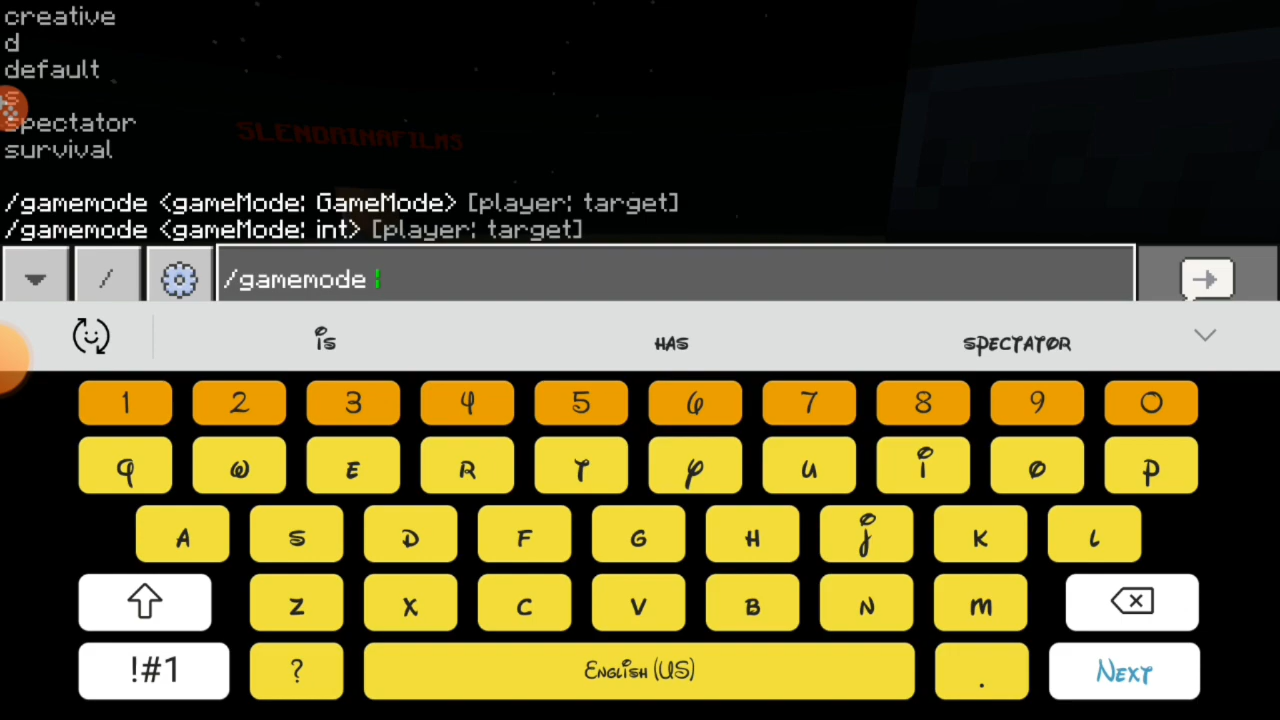 creative
d
default
s
spectator
SLENDRINAFILMS
survival
/gamemode <gameMode: GameMode> [player: target]
/gamemode <gameMode: int> [player: target]
/ /gamemode
is has spectator
1 2 3 4 5 6 7 8 9 0
q w e r t y u i o p
a s d f g h j k l
z x c v b n m
!#1 ? English (US) . Next